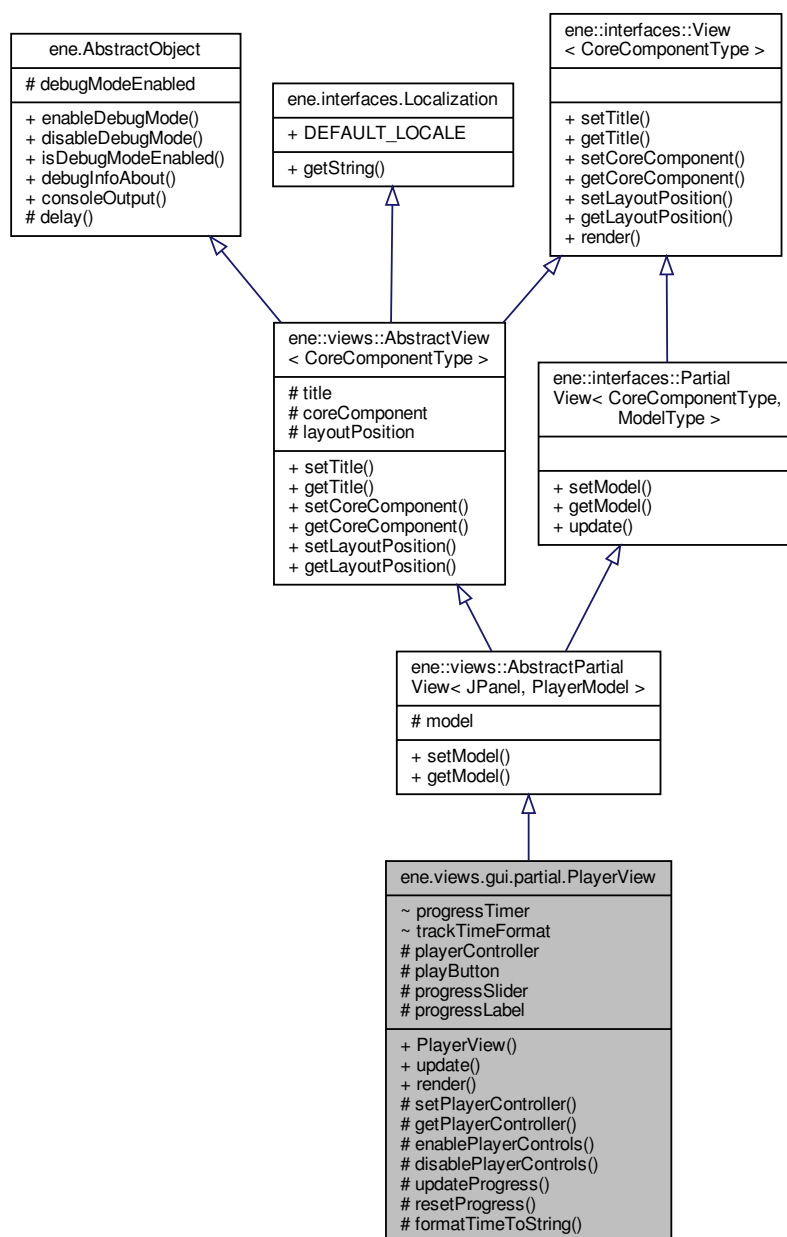 ene.AbstractObject
# debugModeEnabled
+ enableDebugMode()
+ disableDebugMode()
+ isDebugModeEnabled()
+ debugInfoAbout()
+ consoleOutput()
# delay()
ene.interfaces.Localization
+ DEFAULT_LOCALE
+ getString()
ene::interfaces::View
< CoreComponentType >
+ setTitle()
+ getTitle()
+ setCoreComponent()
+ getCoreComponent()
+ setLayoutPosition()
+ getLayoutPosition()
+ render()
ene::views::AbstractView
< CoreComponentType >
# title
# coreComponent
# layoutPosition
+ setTitle()
+ getTitle()
+ setCoreComponent()
+ getCoreComponent()
+ setLayoutPosition()
+ getLayoutPosition()
ene::interfaces::Partial
View< CoreComponentType,
ModelType >
+ setModel()
+ getModel()
+ update()
ene::views::AbstractPartial
View< JPanel, PlayerModel >
# model
+ setModel()
+ getModel()
ene.views.gui.partial.PlayerView
~ progressTimer
~ trackTimeFormat
# playerController
# playButton
# progressSlider
# progressLabel
+ PlayerView()
+ update()
+ render()
# setPlayerController()
# getPlayerController()
# enablePlayerControls()
# disablePlayerControls()
# updateProgress()
# resetProgress()
# formatTimeToString()